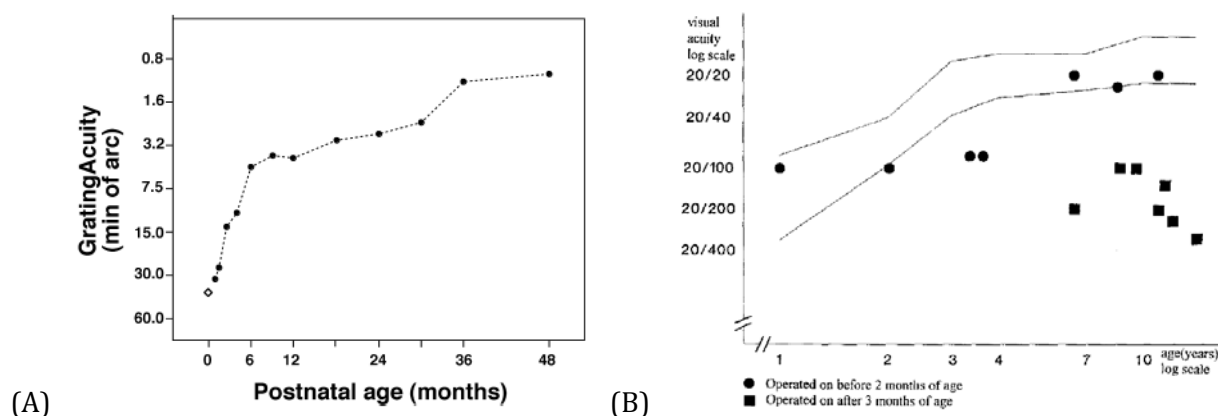 0.8
1.6
3.2
7.5
15.0
30.0
60.0
GratingAcuity
(min of arc)
0 6 12 24 36 48
Postnatal age (months)
(A)
visual
acuity
log scale
20/20
20/40
20/100
20/200
20/400
1 2 3 4 7 10 age(years)
log scale
Operated on before 2 months of age
Operated on after 3 months of age
(B)